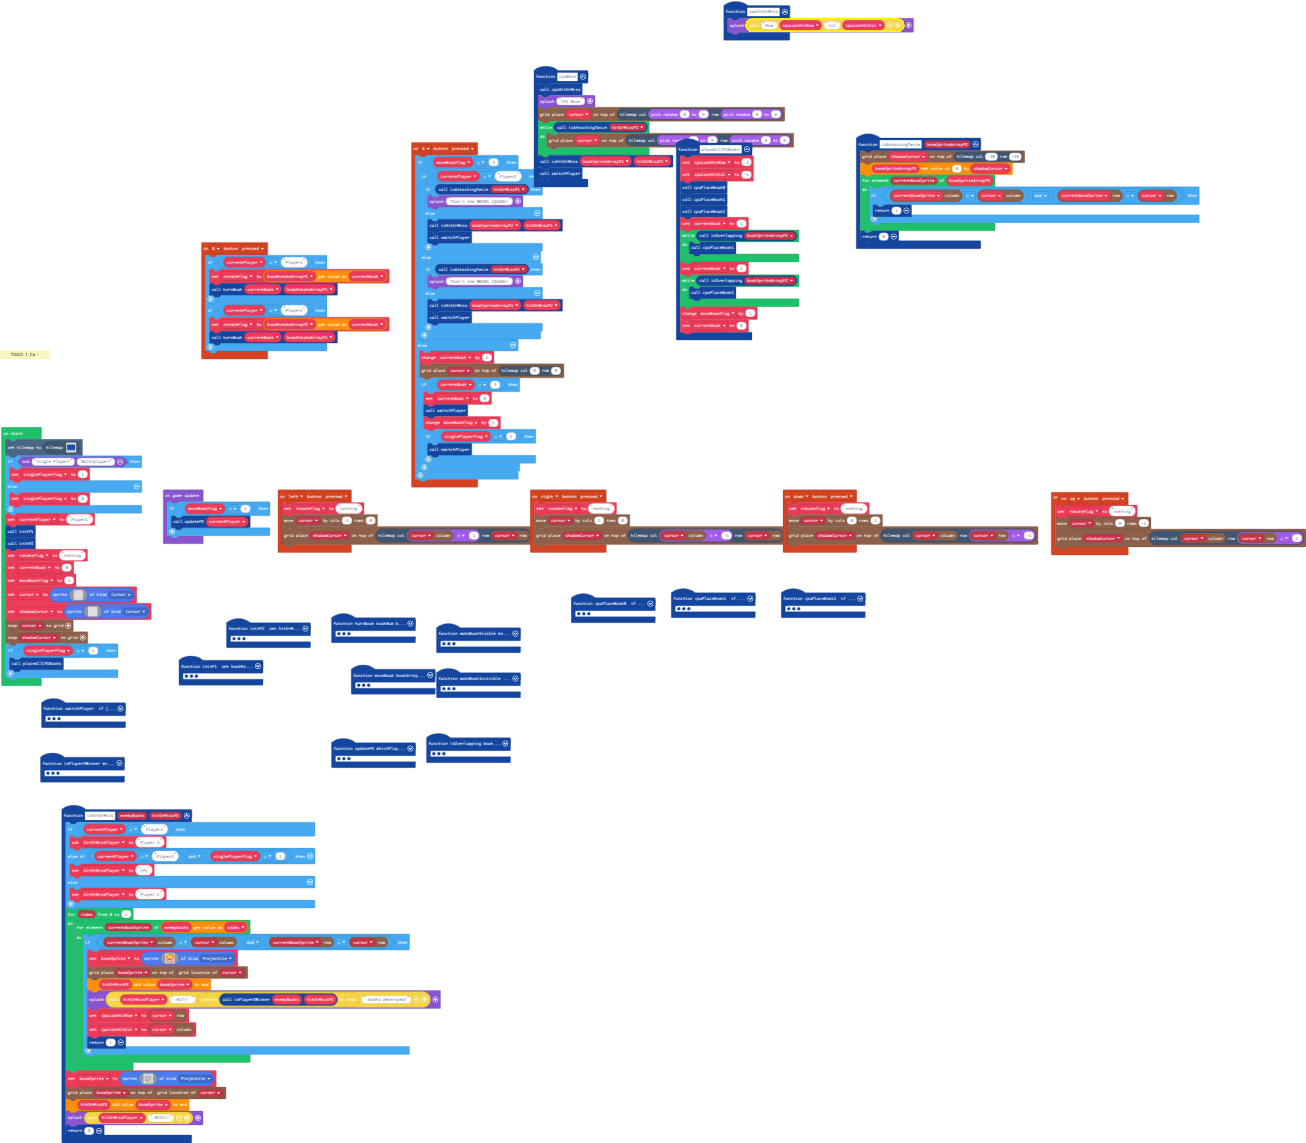 function cpuHitOrMiss
splash join Row cpuLastHitRow Col cpuLastHitCol
function cpuMove
call cpuHitOrMiss
splash CPU Move
grid place cursor on top of tilemap col pick random 0 to 9 row pick random 0 to 6
while call isAttackingTwice hitOrMissP2
do grid place cursor on top of tilemap col pick random to 9 row pick random 0 to 6
call isHitOrMiss boatSpriteArrayP1 hitOrMissP2
call switchPlayer
function placeAllCPUBoats
set cpuLastHitRow to -1
set cpuLastHitCol to -1
call cpuPlaceBoat0
call cpuPlaceBoat1
call cpuPlaceBoat2
set currentBoat to 1
while call isOverlapping boatSpriteArrayP2
do call cpuPlaceBoat1
set currentBoat to 2
while call isOverlapping boatSpriteArrayP2
do call cpuPlaceBoat2
change moveBoatFlag by 1
set currentBoat to 0
function isAttackingTwice boatSpriteArrayP1
grid place shadowCursor on top of tilemap col -10 row -10
boatSpriteArrayP1 set value at 0 to shadowCursor
for element currentBoatSprite of boatSpriteArrayP1
do
if currentBoatSprite column = cursor column and currentBoatSprite row = cursor row then
return 1
return 0
on A button pressed
if moveBoatFlag = 3 then
if currentPlayer = Player1 then
if call isAttackingTwice hitOrMissP1 then
splash That's the WRONG SQUARE!
else
call isHitOrMiss boatSpriteArrayP2 hitOrMissP1
call switchPlayer
else
if call isAttackingTwice hitOrMissP2 then
splash That's the WRONG SQUARE!
else
call isHitOrMiss boatSpriteArrayP1 hitOrMissP2
call switchPlayer
else
change currentBoat by 1
grid place cursor on top of tilemap col 0 row 0
if currentBoat = 3 then
set currentBoat to 0
call switchPlayer
change moveBoatFlag by 1
if singlePlayerFlag = 1 then
call switchPlayer
on B button pressed
if currentPlayer = Player1 then
set rotateFlag to boatRotateArrayP1 get value at currentBoat
call turnBoat currentBoat boatRotateArrayP1
if currentPlayer = Player2 then
set rotateFlag to boatRotateArrayP2 get value at currentBoat
call turnBoat currentBoat boatRotateArrayP2
TODO: 1. Co
on start
set tilemap to tilemap
if ask Single Player? Multiplayer? then
set singlePlayerFlag to 1
else
set singlePlayerFlag to 0
set currentPlayer to Player1
call initP1
call initP2
set rotateFlag to nothing
set currentBoat to 0
set moveBoatFlag to
set cursor to sprite of kind Cursor
set shadowCursor to sprite of kind Cursor
snap cursor to grid
snap shadowCursor to grid
if singlePlayerFlag = 1 then
call placeAllCPUBoats
on game update
if moveBoatFlag 3 then
call updatePX currentPlayer
on left button pressed
set rotateFlag to nothing
move cursor by cols -1 rows 0
grid place shadowCursor on top of tilemap col cursor column + -1 row cursor row
on right button pressed
set rotateFlag to nothing
move cursor by cols 1 rows 0
grid place shadowCursor on top of tilemap col cursor column + 1 row cursor row
on down button pressed
set rotateFlag to nothing
move cursor by cols 0 rows 1
grid place shadowCursor on top of tilemap col cursor column row cursor row +
on up button pressed
set rotateFlag to nothing
move cursor by cols 0 rows -1
grid place shadowCursor on top of tilemap col cursor column row cursor row +
function cpuPlaceBoat0 if ...
function cpuPlaceBoat1 if ...
function cpuPlaceBoat2 if ...
function initP2 set hitOrM...
function turnBoat boatNum b...
function makeBoatVisible bo...
function initP1 set boatRo...
function moveBoat boatArray...
function makeBoatInvisible ...
function switchPlayer if (...
function updatePX whichPlay...
function isOverlapping boat...
function isPlayerXWinner en...
function isHitOrMiss enemyBoats hitOrMissPX
if currentPlayer = Player1 then
set hitOrMissPlayer to Player 1
else if currentPlayer = Player2 and singlePlayerFlag = 1 then
set hitOrMissPlayer to CPU
else
set hitOrMissPlayer to Player 2
for index from 0 to 2
do for element currentBoatSprite of enemyBoats get value at index
do if currentBoatSprite column = cursor column and currentBoatSprite row = cursor row then
set boomSprite to sprite of kind Projectile
grid place boomSprite on top of grid location of cursor
hitOrMissPX add value boomSprite to end
splash join hitOrMissPlayer HIT!! convert call isPlayerXWinner enemyBoats hitOrMissPX to text boats destroyed!
set cpuLastHitRow to cursor row
set cpuLastHitCol to cursor column
return 1
set boomSprite to sprite of kind Projectile
grid place boomSprite on top of grid location of cursor
hitOrMissPX add value boomSprite to end
splash join hitOrMissPlayer MISS!!
return 0